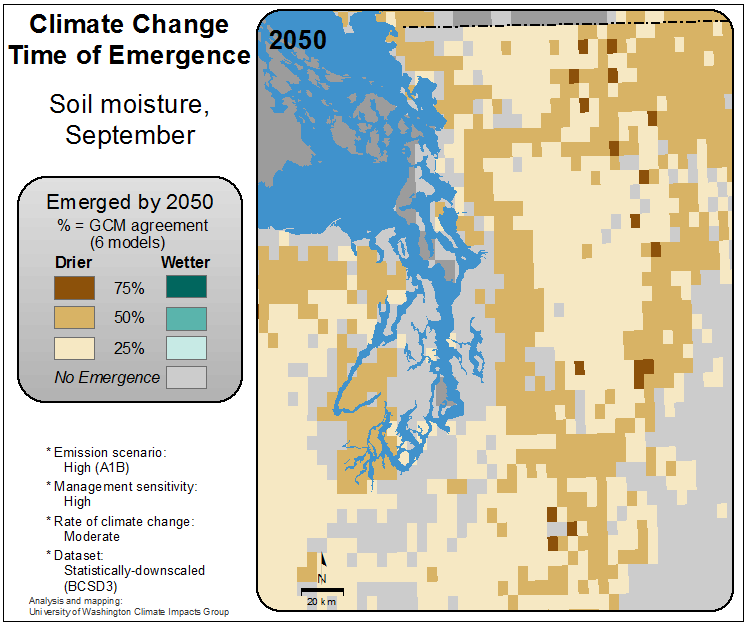 Climate Change
Time of Emergence
Soil moisture,
September
Emerged by 2050
% = GCM agreement
(6 models)
Drier Wetter
75%
50%
25%
No Emergence
* Emission scenario:
High (A1B)
* Management sensitivity:
High
* Rate of climate change:
Moderate
* Dataset:
Statistically-downscaled
(BCSD3)
Analysis and mapping:
University of Washington Climate Impacts Group
2050
N
20 km